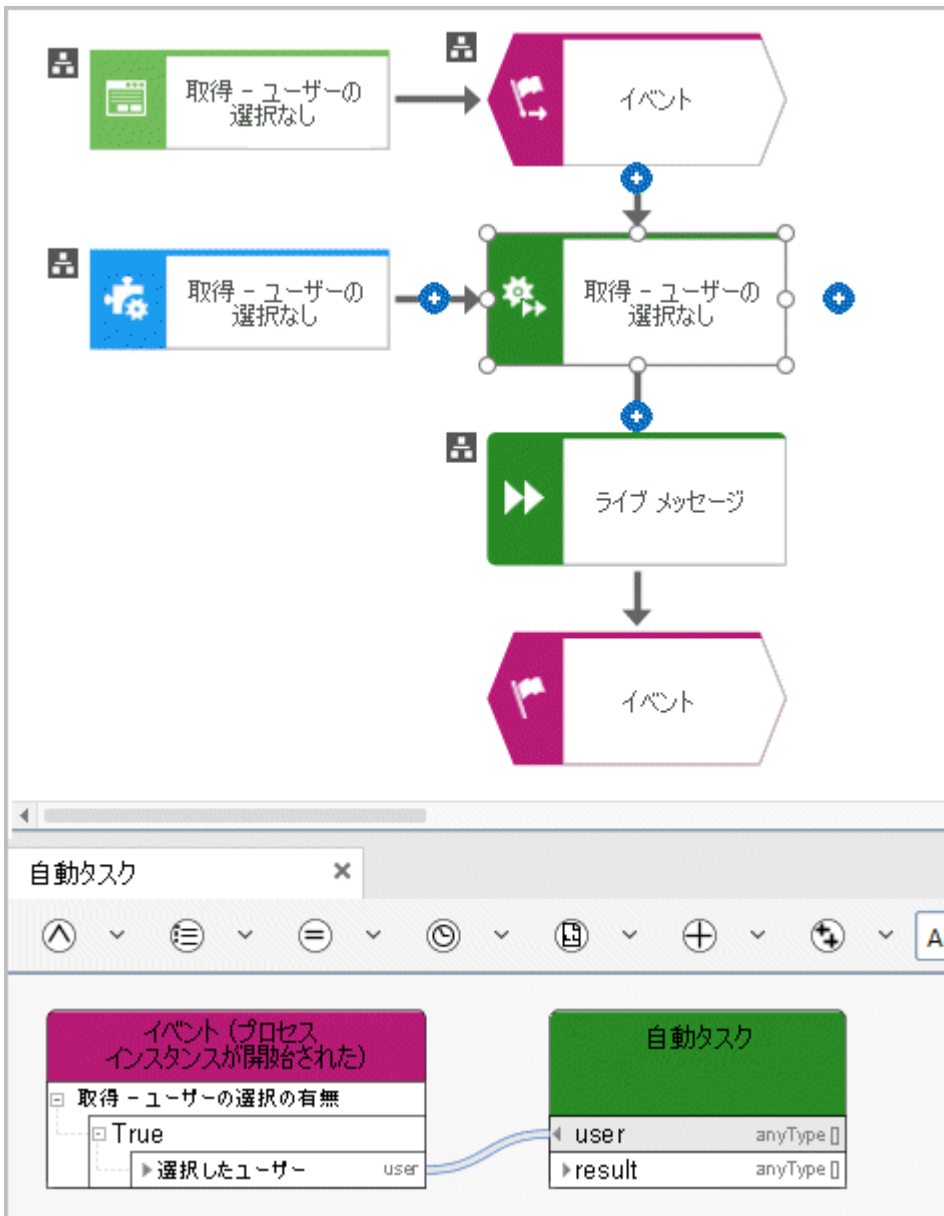 取得 – ユーザーの
選択なし
イベント
取得 – ユーザーの
選択なし
取得 – ユーザーの
選択なし
ライブ メッセージ
イベント
自動タスク
A
イベント (プロセス
インスタンスが開始された)
取得 – ユーザーの選択の有無
True
選択したユーザー user
自動タスク
user anyType []
result anyType []